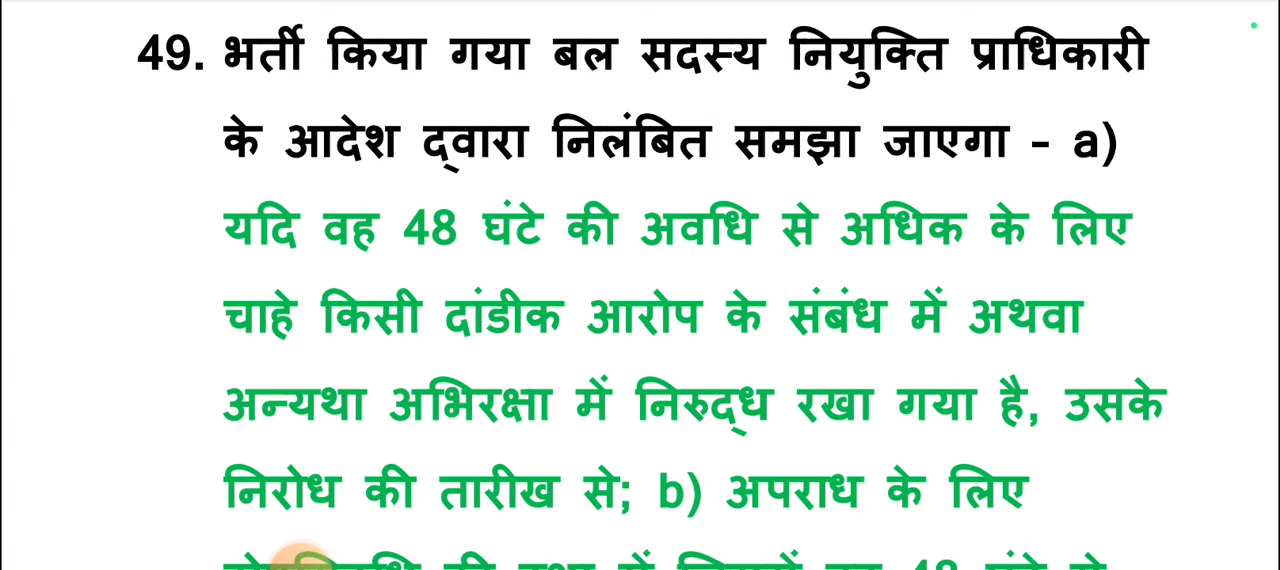 49. भर्ती किया गया बल सदस्य नियुक्ति प्राधिकारी
के आदेश द्वारा निलंबित समझा जाएगा - a)
यदि वह 48 घंटे की अवधि से अधिक के लिए
चाहे किसी दांडीक आरोप के संबंध में अथवा
अन्यथा अभिरक्षा में निरुद्ध रखा गया है, उसके
निरोध की तारीख से; b) अपराध के लिए